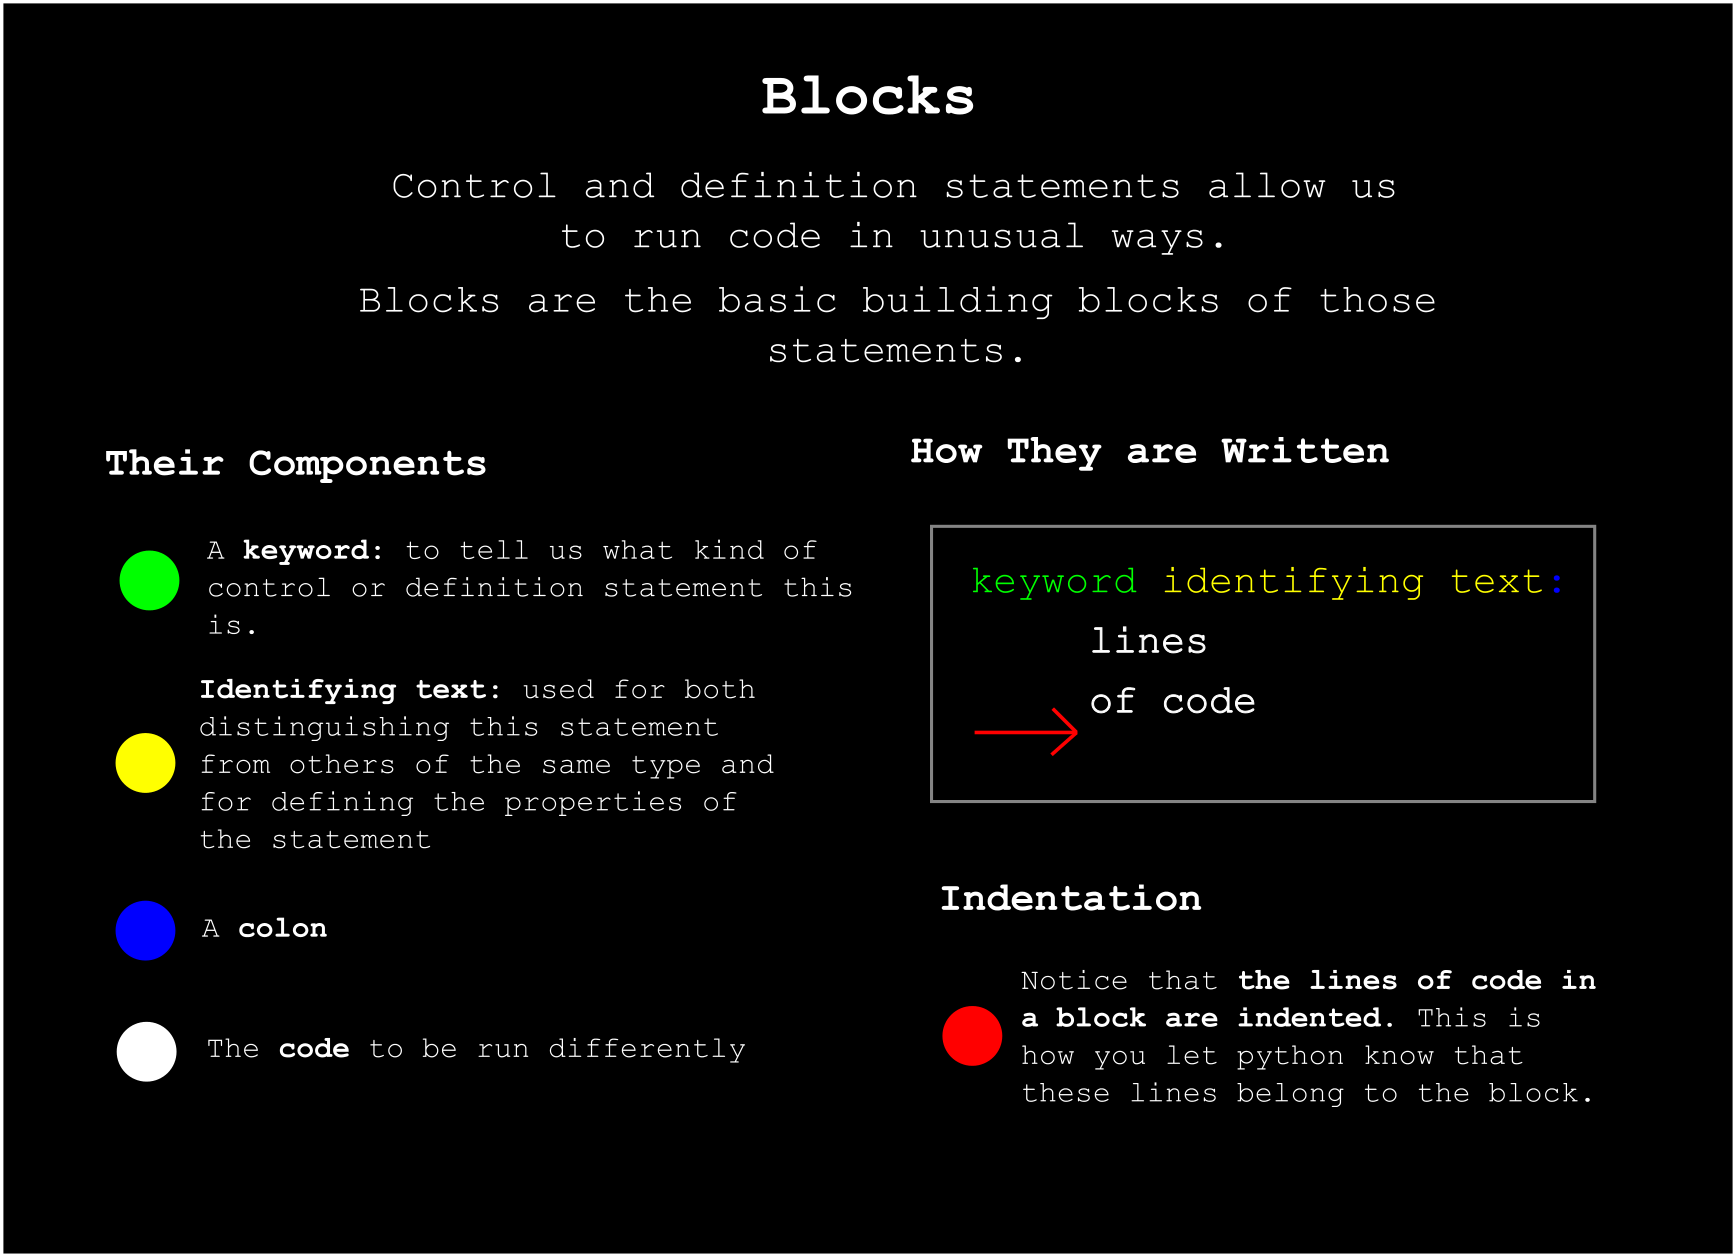 Blocks
Control and definition statements allow us
to run code in unusual ways.
Blocks are the basic building blocks of those
statements.
Their Components
A keyword: to tell us what kind of
control or definition statement this
is.
Identifying text: used for both
distinguishing this statement
from others of the same type and
for defining the properties of
the statement
A colon
The code to be run differently
How They are Written
keyword identifying text:
lines
of code
Indentation
Notice that the lines of code in
a block are indented. This is
how you let python know that
these lines belong to the block.